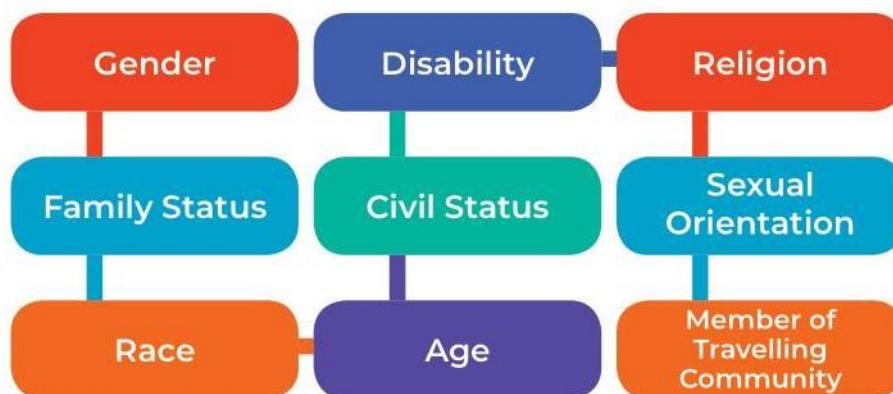 Gender
Disability
Religion
Family Status
Civil Status
Sexual
Orientation
Race
Age
Member of
Travelling
Community